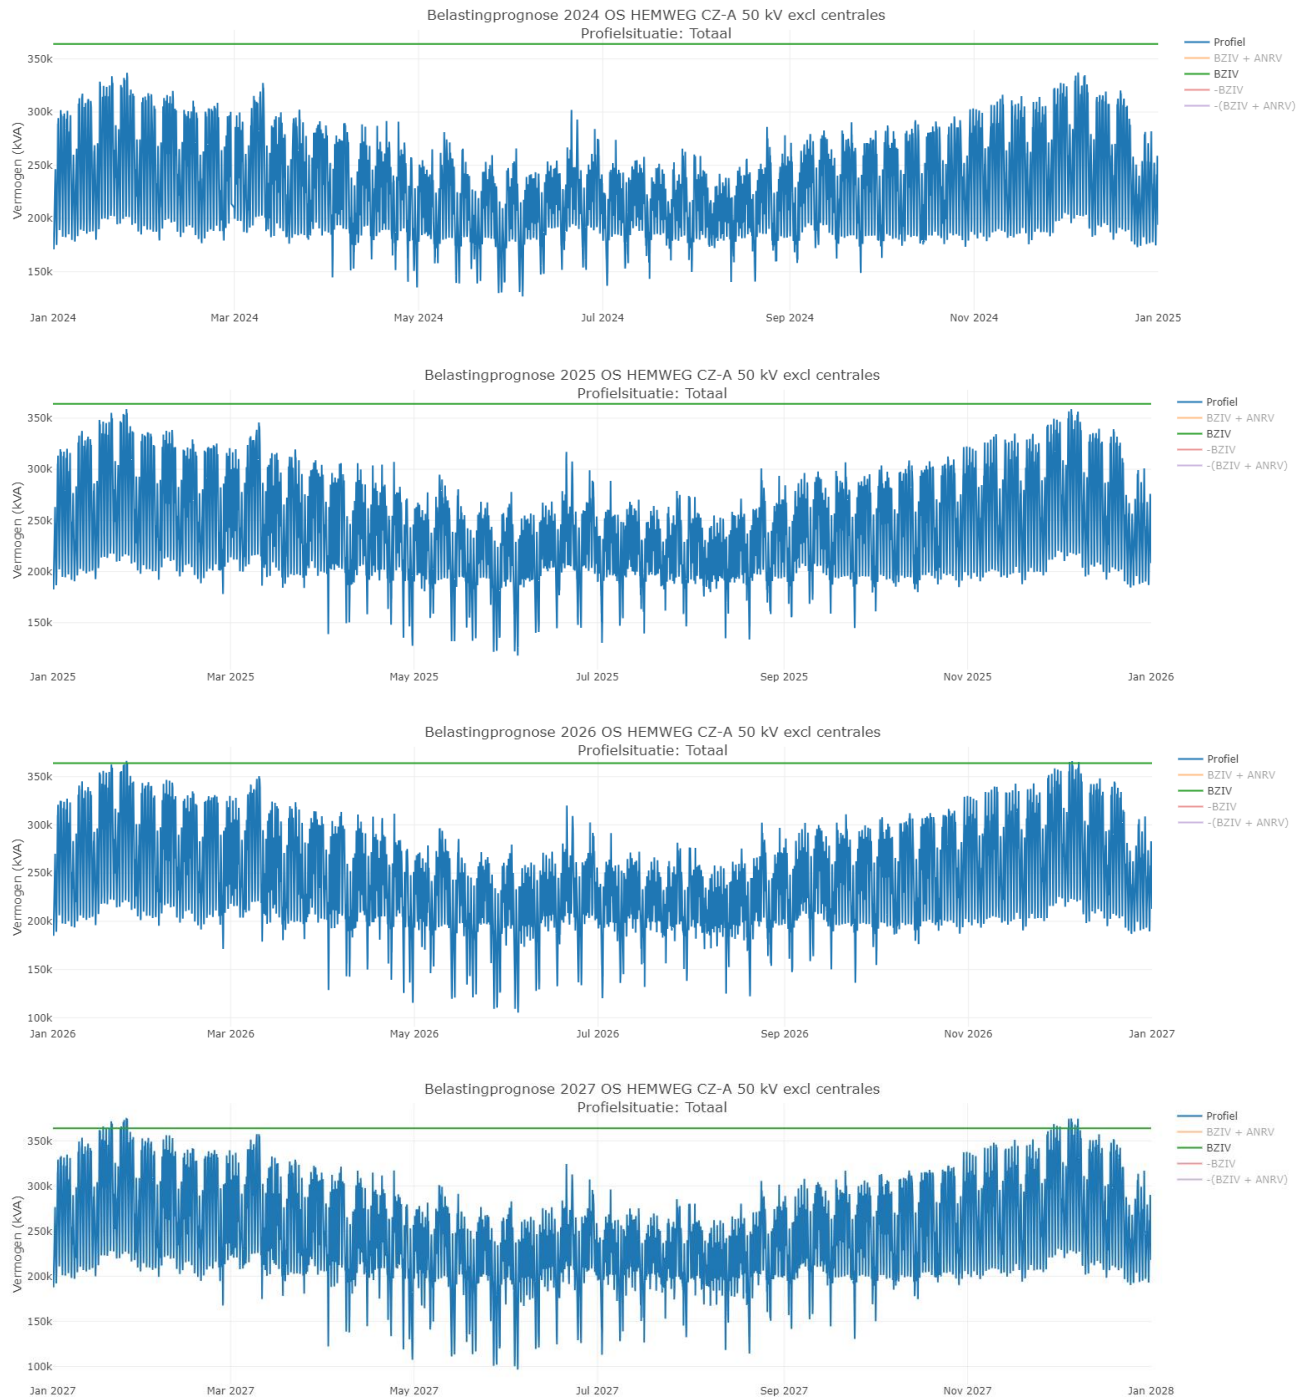 Belastingprognose 2024 OS HEMWEG CZ-A 50 kV excl centrales
Profielsituatie: Totaal
Vermogen (kVA)
350k
300k
250k
200k
150k
Jan 2024
Mar 2024
May 2024
Jul 2024
Sep 2024
Nov 2024
Jan 2025
Profiel
BZIV + ANRV
BZIV
-BZIV
-(BZIV + ANRV)
Belastingprognose 2025 OS HEMWEG CZ-A 50 kV excl centrales
Profielsituatie: Totaal
Vermogen (kVA)
350k
300k
250k
200k
150k
Jan 2025
Mar 2025
May 2025
Jul 2025
Sep 2025
Nov 2025
Jan 2026
Profiel
BZIV + ANRV
BZIV
-BZIV
-(BZIV + ANRV)
Belastingprognose 2026 OS HEMWEG CZ-A 50 kV excl centrales
Profielsituatie: Totaal
Vermogen (kVA)
350k
300k
250k
200k
150k
100k
Jan 2026
Mar 2026
May 2026
Jul 2026
Sep 2026
Nov 2026
Jan 2027
Profiel
BZIV + ANRV
BZIV
-BZIV
-(BZIV + ANRV)
Belastingprognose 2027 OS HEMWEG CZ-A 50 kV excl centrales
Profielsituatie: Totaal
Vermogen (kVA)
350k
300k
250k
200k
150k
100k
Jan 2027
Mar 2027
May 2027
Jul 2027
Sep 2027
Nov 2027
Jan 2028
Profiel
BZIV + ANRV
BZIV
-BZIV
-(BZIV + ANRV)